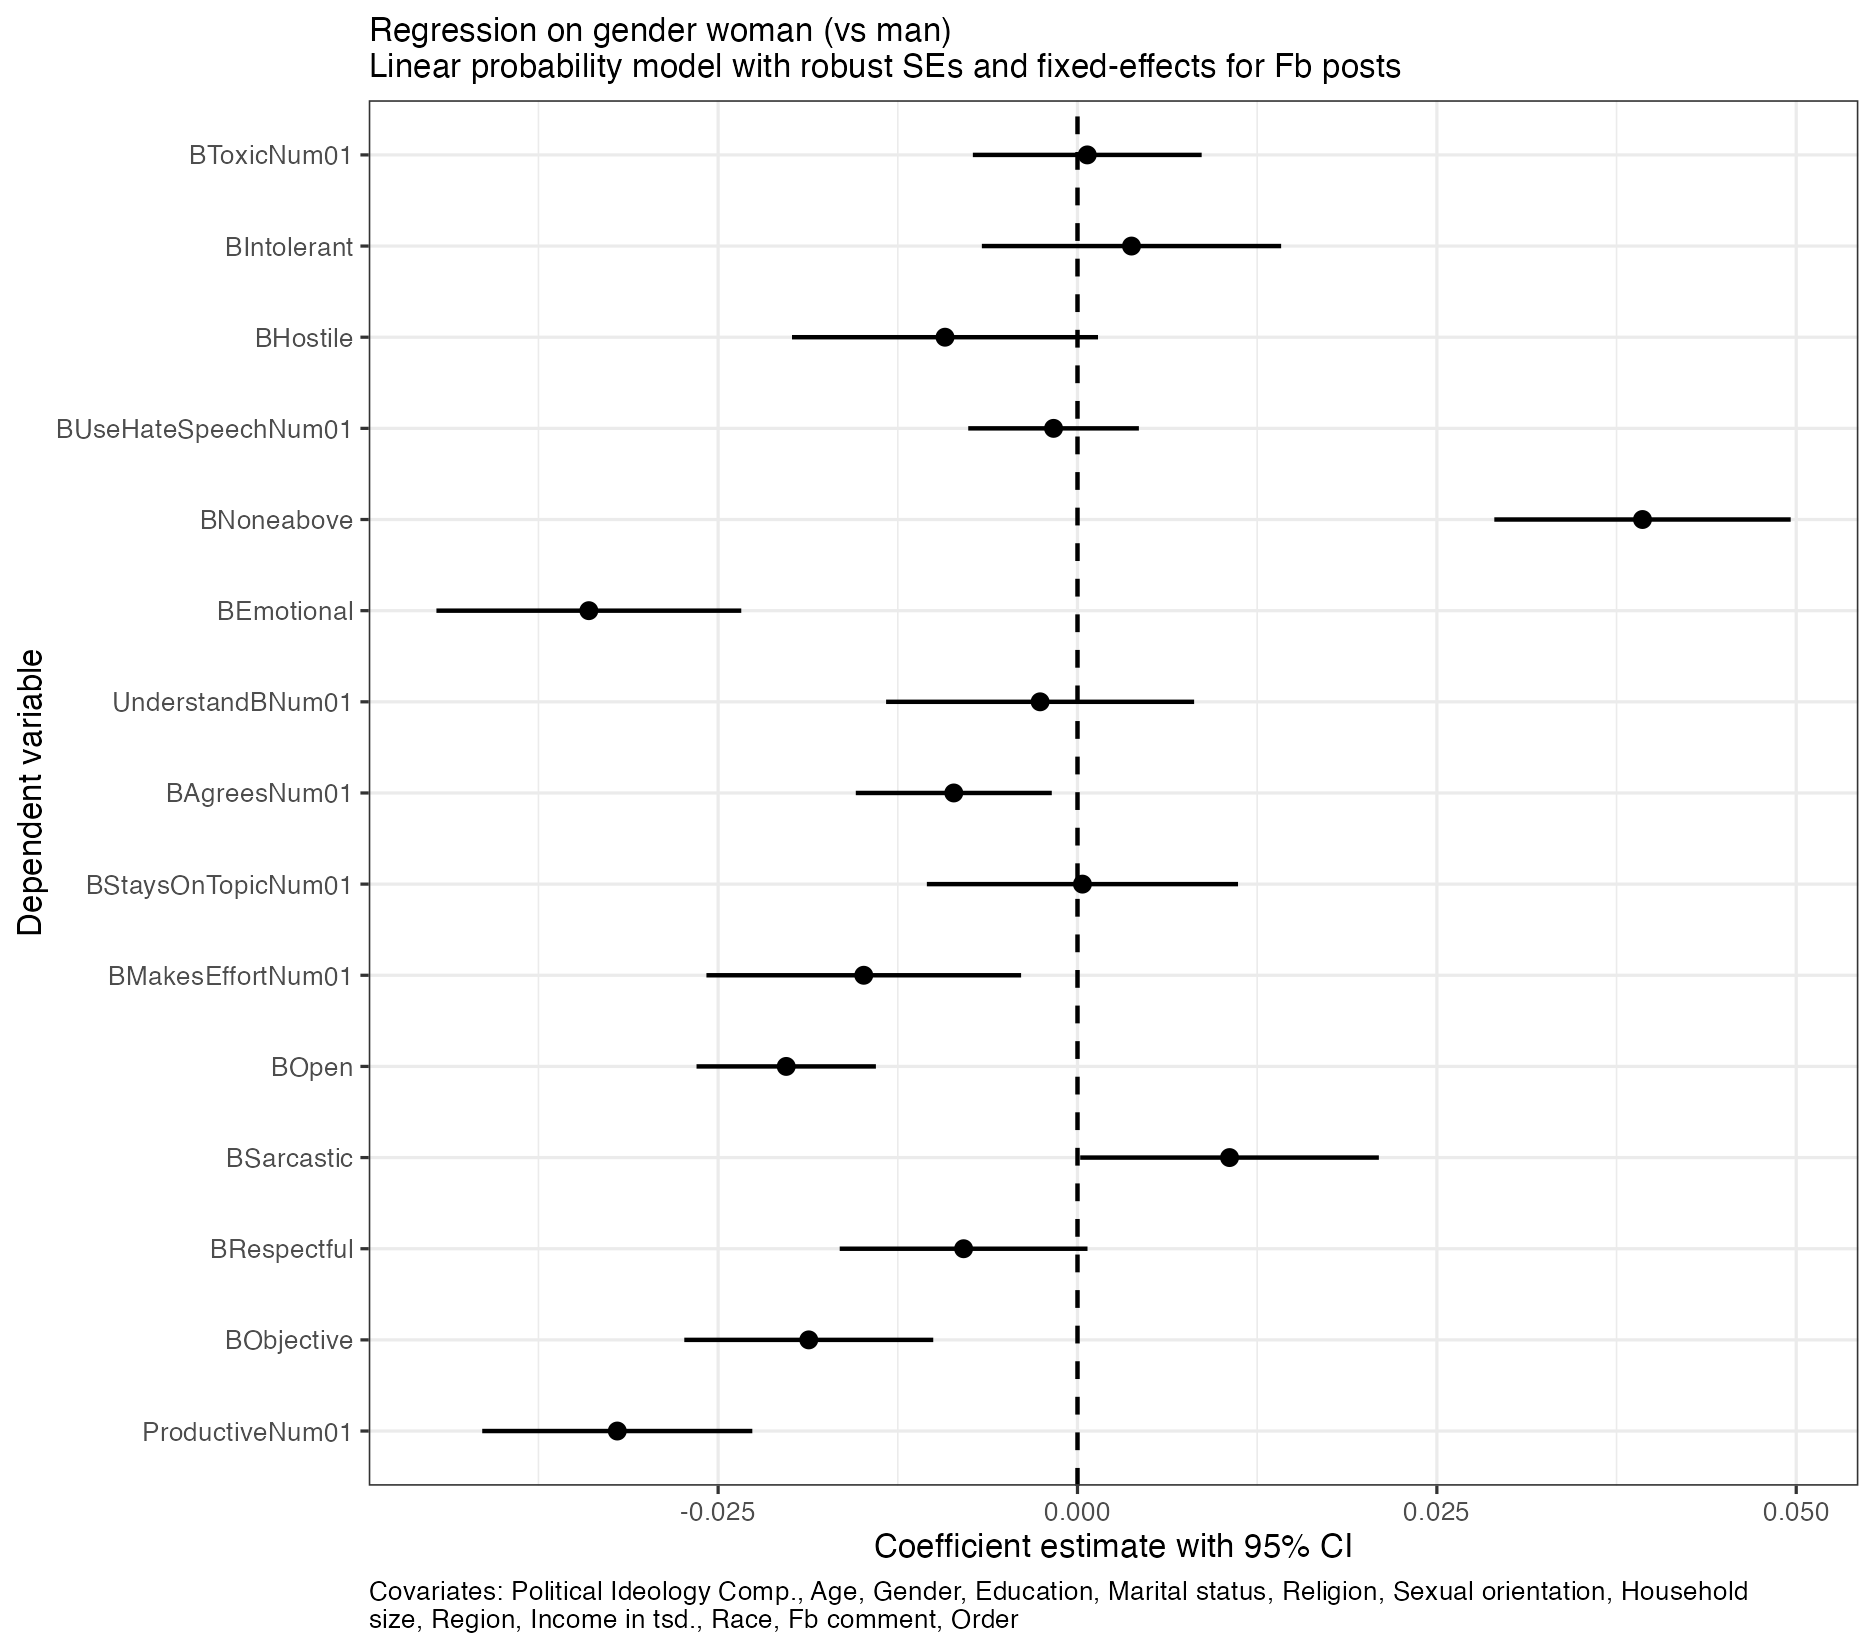 Regression on gender woman (vs man)
Linear probability model with robust SEs and fixed-effects for Fb posts
Dependent variable
BToxicNum01
BIntolerant
BHostile
BUseHateSpeechNum01
BNoneabove
BEmotional
UnderstandBNum01
BAgreesNum01
BStaysOnTopicNum01
BMakesEffortNum01
BOpen
BSarcastic
BRespectful
BObjective
ProductiveNum01
-0.025 0.000 0.025 0.050
Coefficient estimate with 95% CI
Covariates: Political Ideology Comp., Age, Gender, Education, Marital status, Religion, Sexual orientation, Household
size, Region, Income in tsd., Race, Fb comment, Order